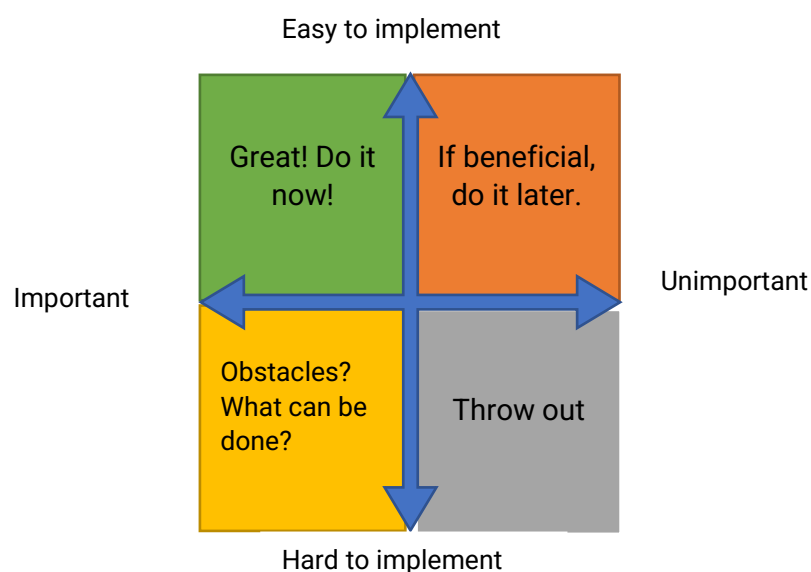 Easy to implement
Great! Do it
now!
If beneficial,
do it later.
Important
Unimportant
Obstacles?
What can be
done?
Throw out
Hard to implement